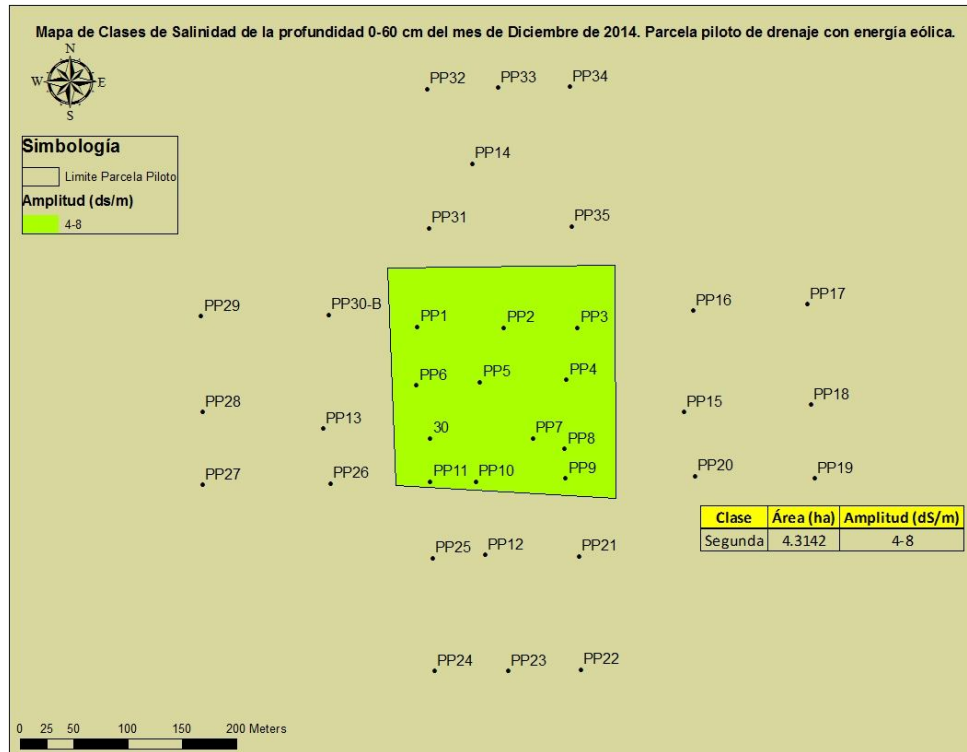 Mapa de Clases de Salinidad de la profundidad 0-60 cm del mes de Diciembre de 2014. Parcela piloto de drenaje con energía eólica.
N
W E
S
Simbología
Limite Parcela Piloto
Amplitud (ds/m)
4-8
PP32 PP33 PP34
PP14
PP31 PP35
PP29 PP30-B PP16 PP17
PP1 PP2 PP3
PP6 PP5 PP4
PP28 PP13 PP15 PP18
30 PP7 PP8
PP27 PP26 PP11 PP10 PP9 PP20 PP19
Clase Área (ha) Amplitud (dS/m)
Segunda 4.3142 4-8
PP25 PP12 PP21
PP24 PP23 PP22
0 25 50 100 150 200 Meters